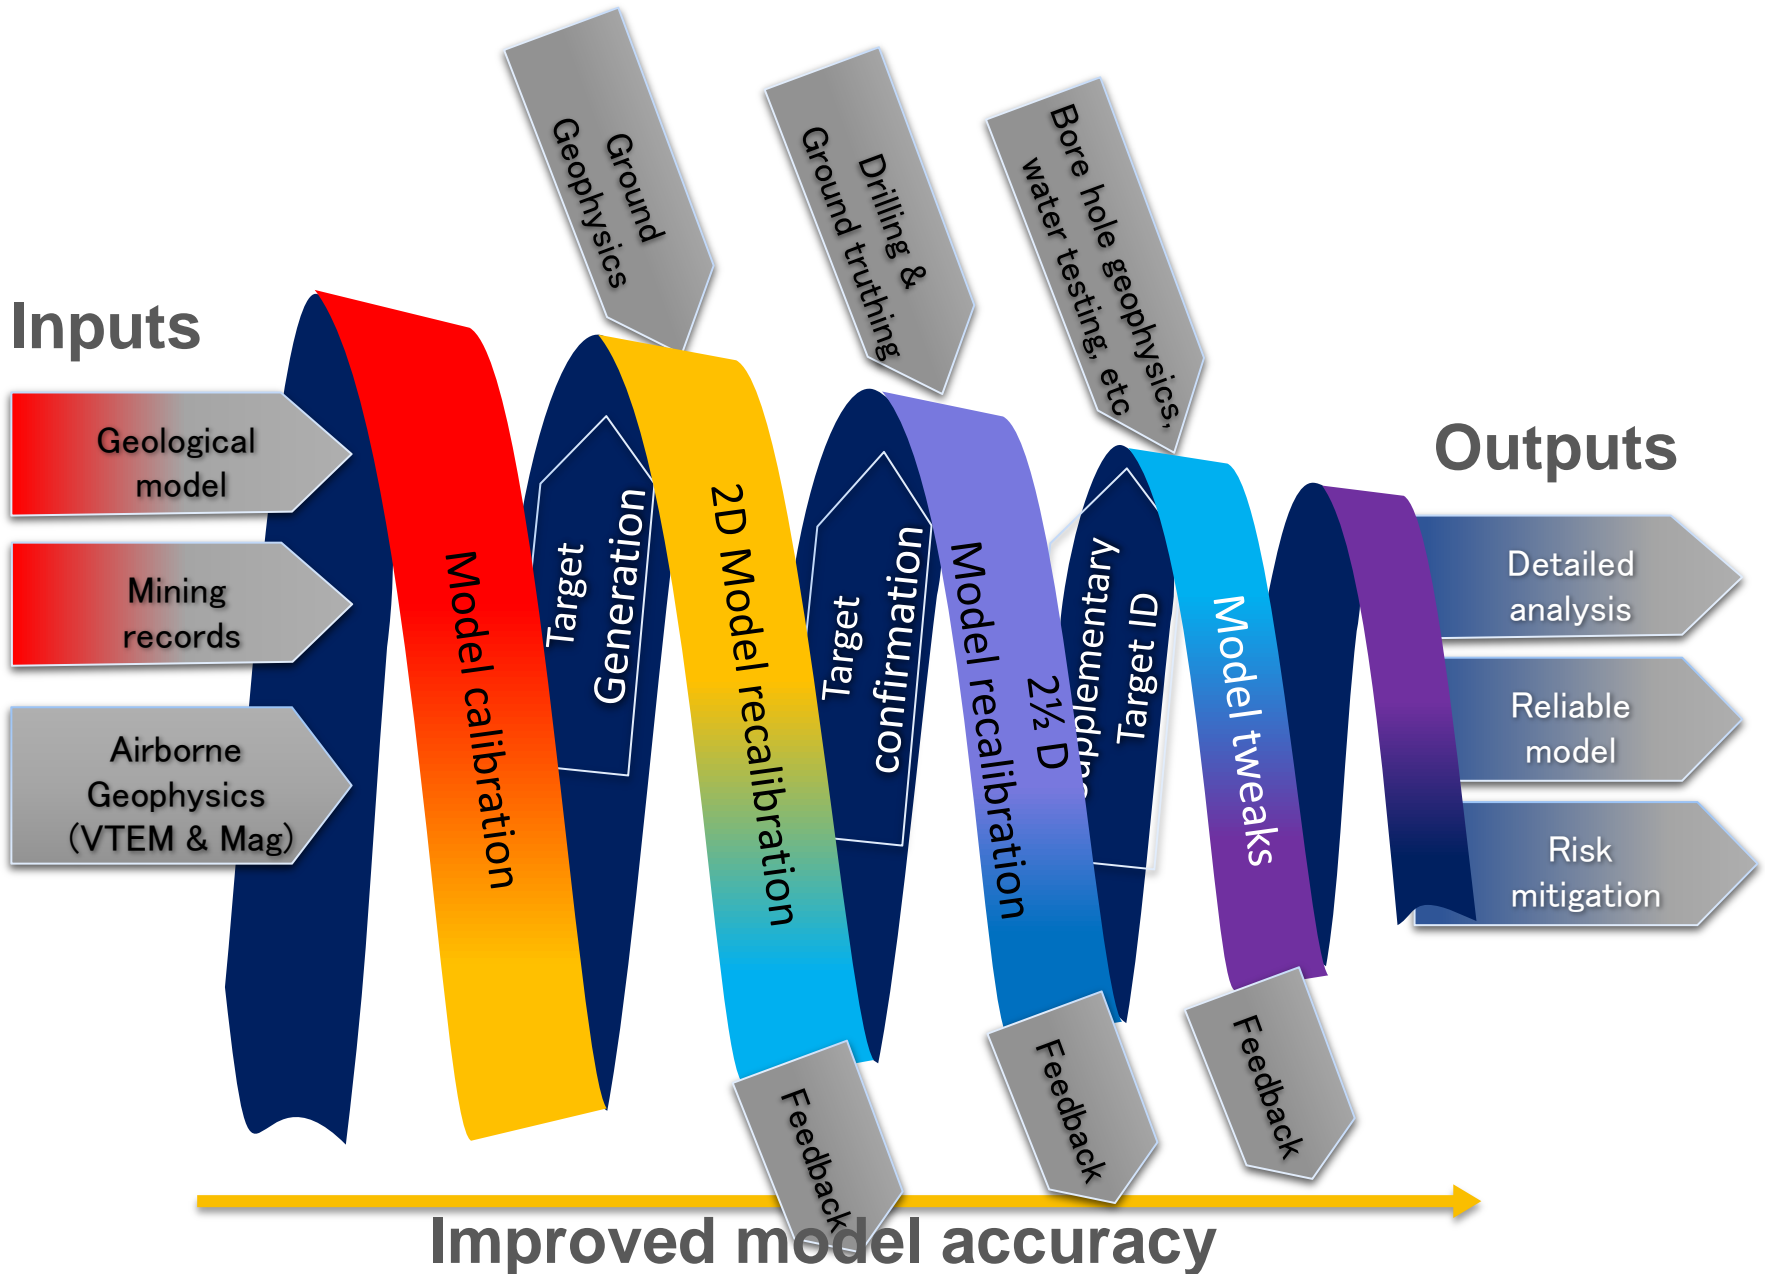 Ground
Geophysics
Drilling &
Ground truthing
Bore hole geophysics,
water testing, etc
Inputs
Geological
model
Mining
records
Airborne
Geophysics
(VTEM & Mag)
Model calibration
Target
Generation
2D Model recalibration
Target
confirmation
2½ D
Model recalibration
Target ID
Model tweaks
Outputs
Detailed
analysis
Reliable
model
Risk
mitigation
Feedback
Feedback
Feedback
Improved model accuracy